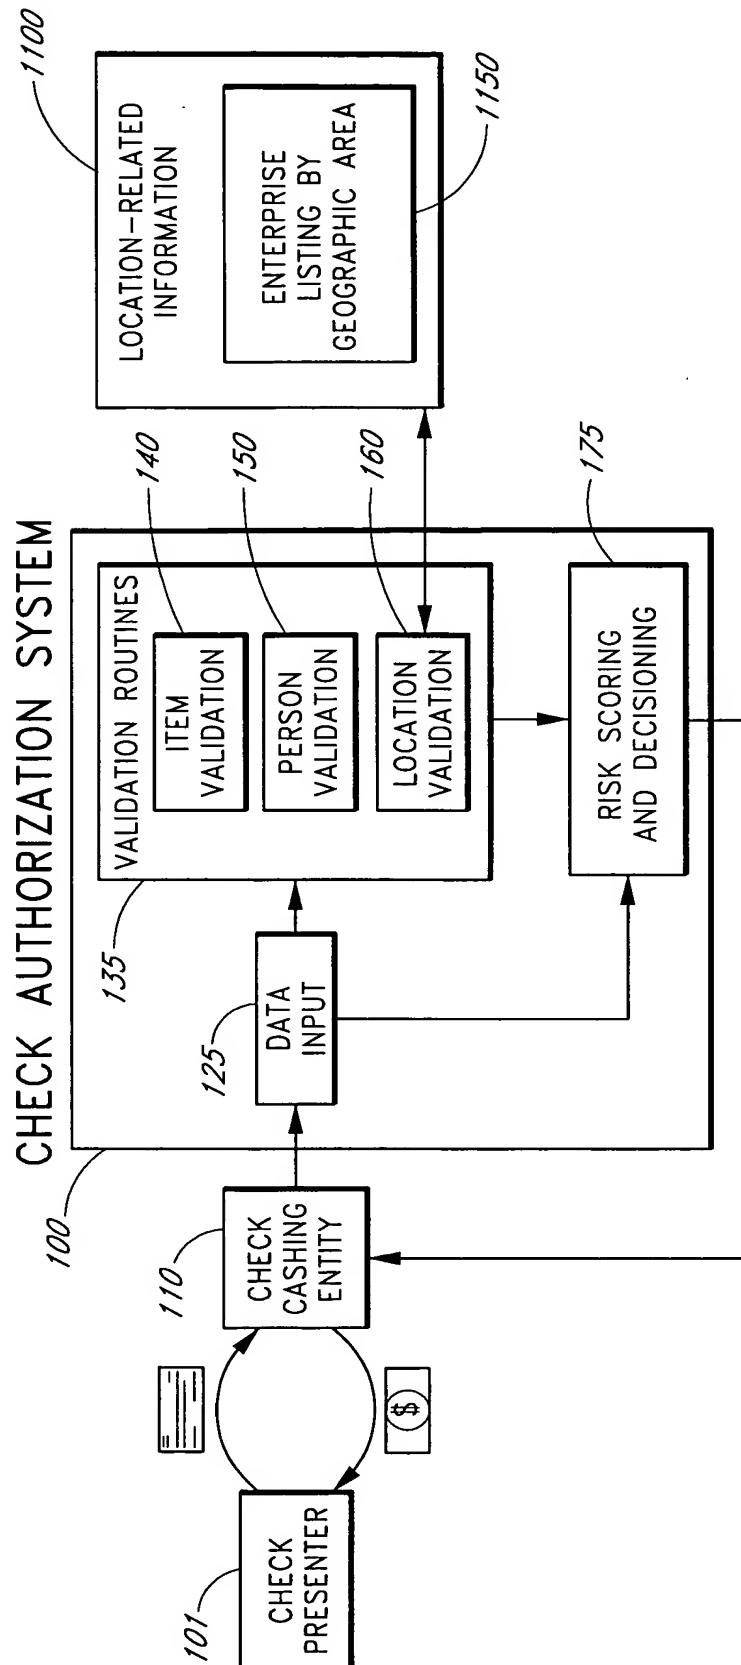 CHECK AUTHORIZATION SYSTEM
101
CHECK
PRESENTER
$
110
CHECK
CASHING
ENTITY
100
125
DATA
INPUT
135
VALIDATION ROUTINES
140
ITEM
VALIDATION
150
PERSON
VALIDATION
160
LOCATION
VALIDATION
175
RISK SCORING
AND DECISIONING
1100
LOCATION-RELATED
INFORMATION
1150
ENTERPRISE
LISTING BY
GEOGRAPHIC AREA